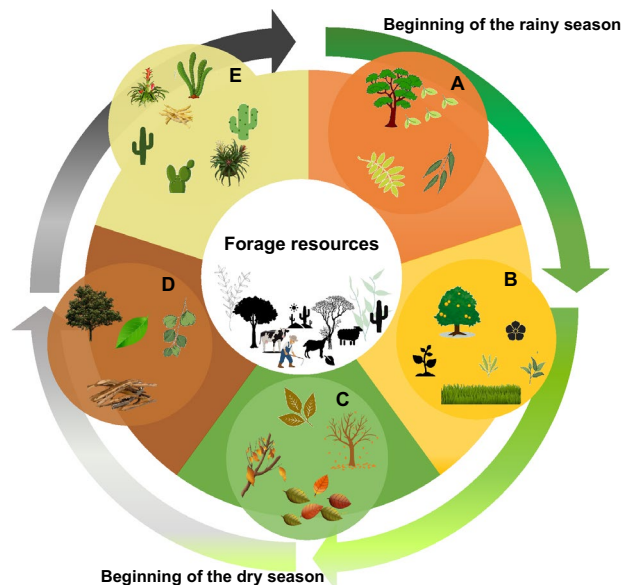 Beginning of the rainy season
E
A
Forage resources
D
B
C
Beginning of the dry season